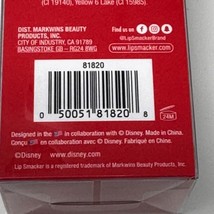 (CI 19140), Yellow 6 Lake (CI 15985)
DIST. MARKWINS BEAUTY
PRODUCTS, INC.
CITY OF INDUSTRY, CA 91789
BASINGSTOKE GB – RG24 8WG
Find us on
@LipSmackerBrand
www.LipSmacker.com
81820
0 50051 81820 8
24M
Designed in the in collaboration with © Disney. Made in China.
Conçu en collaboration avec © Disney. Fabriqué en Chine.
©Disney www.disney.com
Lip Smacker is a registered trademark of Markwins Beauty Products, Inc.